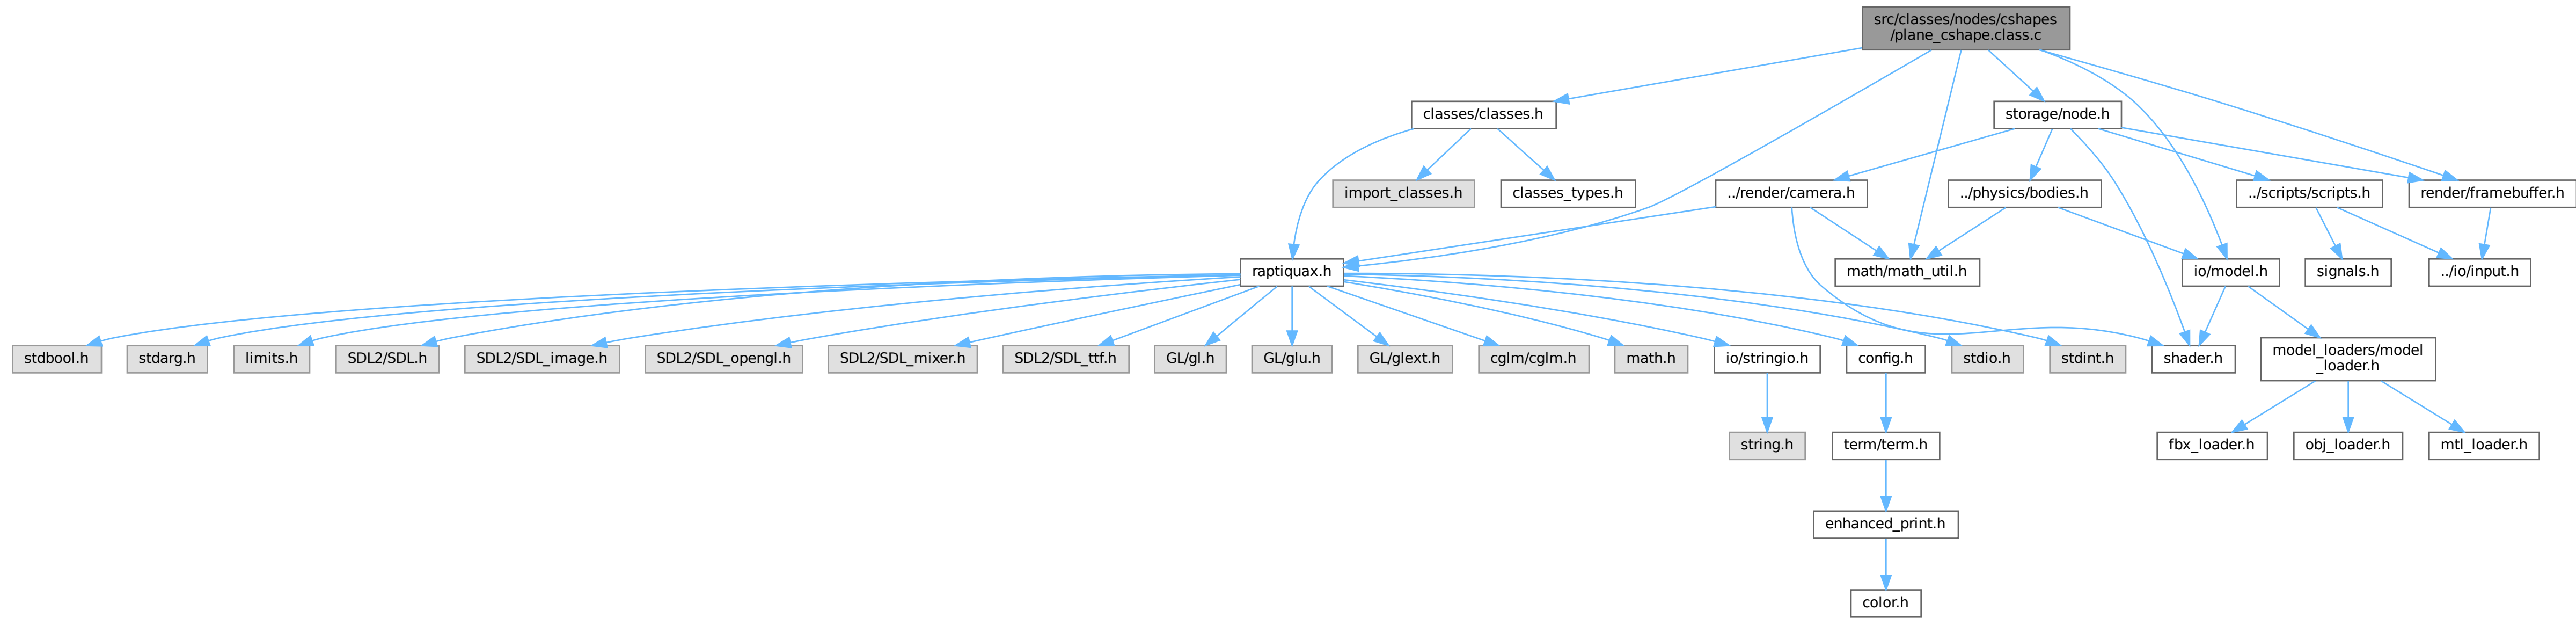 src/classes/nodes/cshapes
/plane_cshape.class.c
classes/classes.h
storage/node.h
import_classes.h
classes_types.h
../render/camera.h
../physics/bodies.h
../scripts/scripts.h
render/framebuffer.h
raptiquax.h
math/math_util.h
io/model.h
signals.h
../io/input.h
stdbool.h
stdarg.h
limits.h
SDL2/SDL.h
SDL2/SDL_image.h
SDL2/SDL_opengl.h
SDL2/SDL_mixer.h
SDL2/SDL_ttf.h
GL/gl.h
GL/glu.h
GL/glext.h
cglm/cglm.h
math.h
io/stringio.h
config.h
stdio.h
stdint.h
shader.h
model_loaders/model
_loader.h
string.h
term/term.h
fbx_loader.h
obj_loader.h
mtl_loader.h
enhanced_print.h
color.h